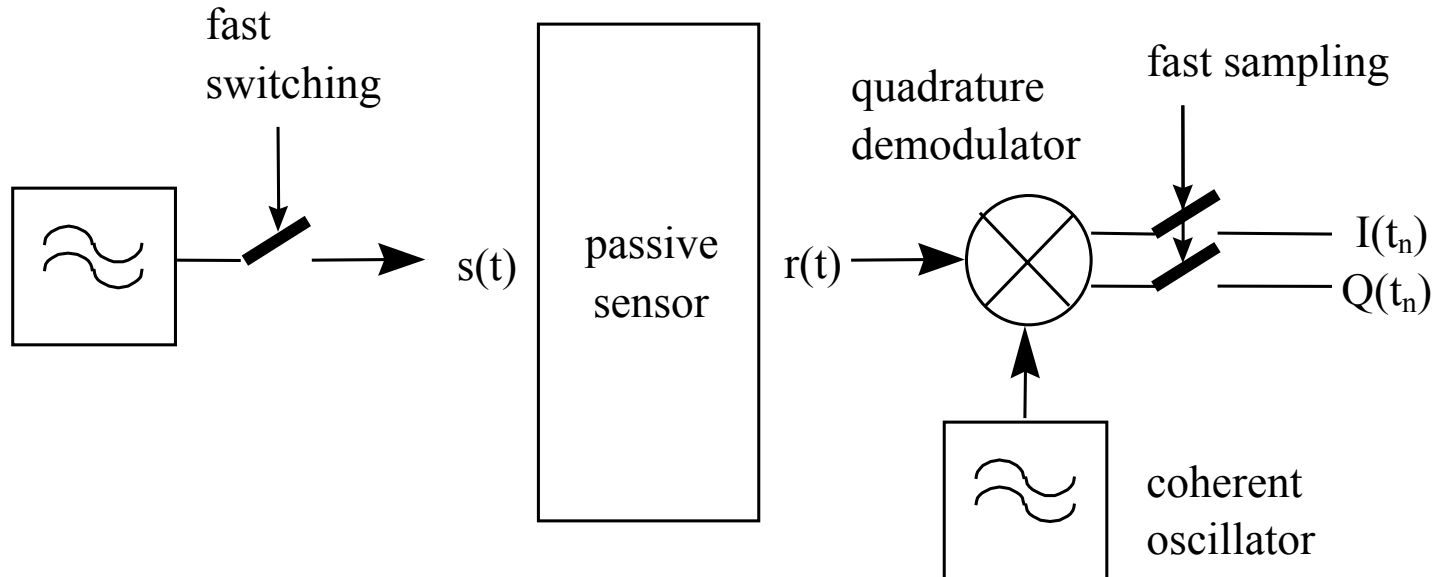 fast
switching
s(t)
passive
sensor
r(t)
quadrature
demodulator
fast sampling
I(tn)
Q(tn)
coherent
oscillator